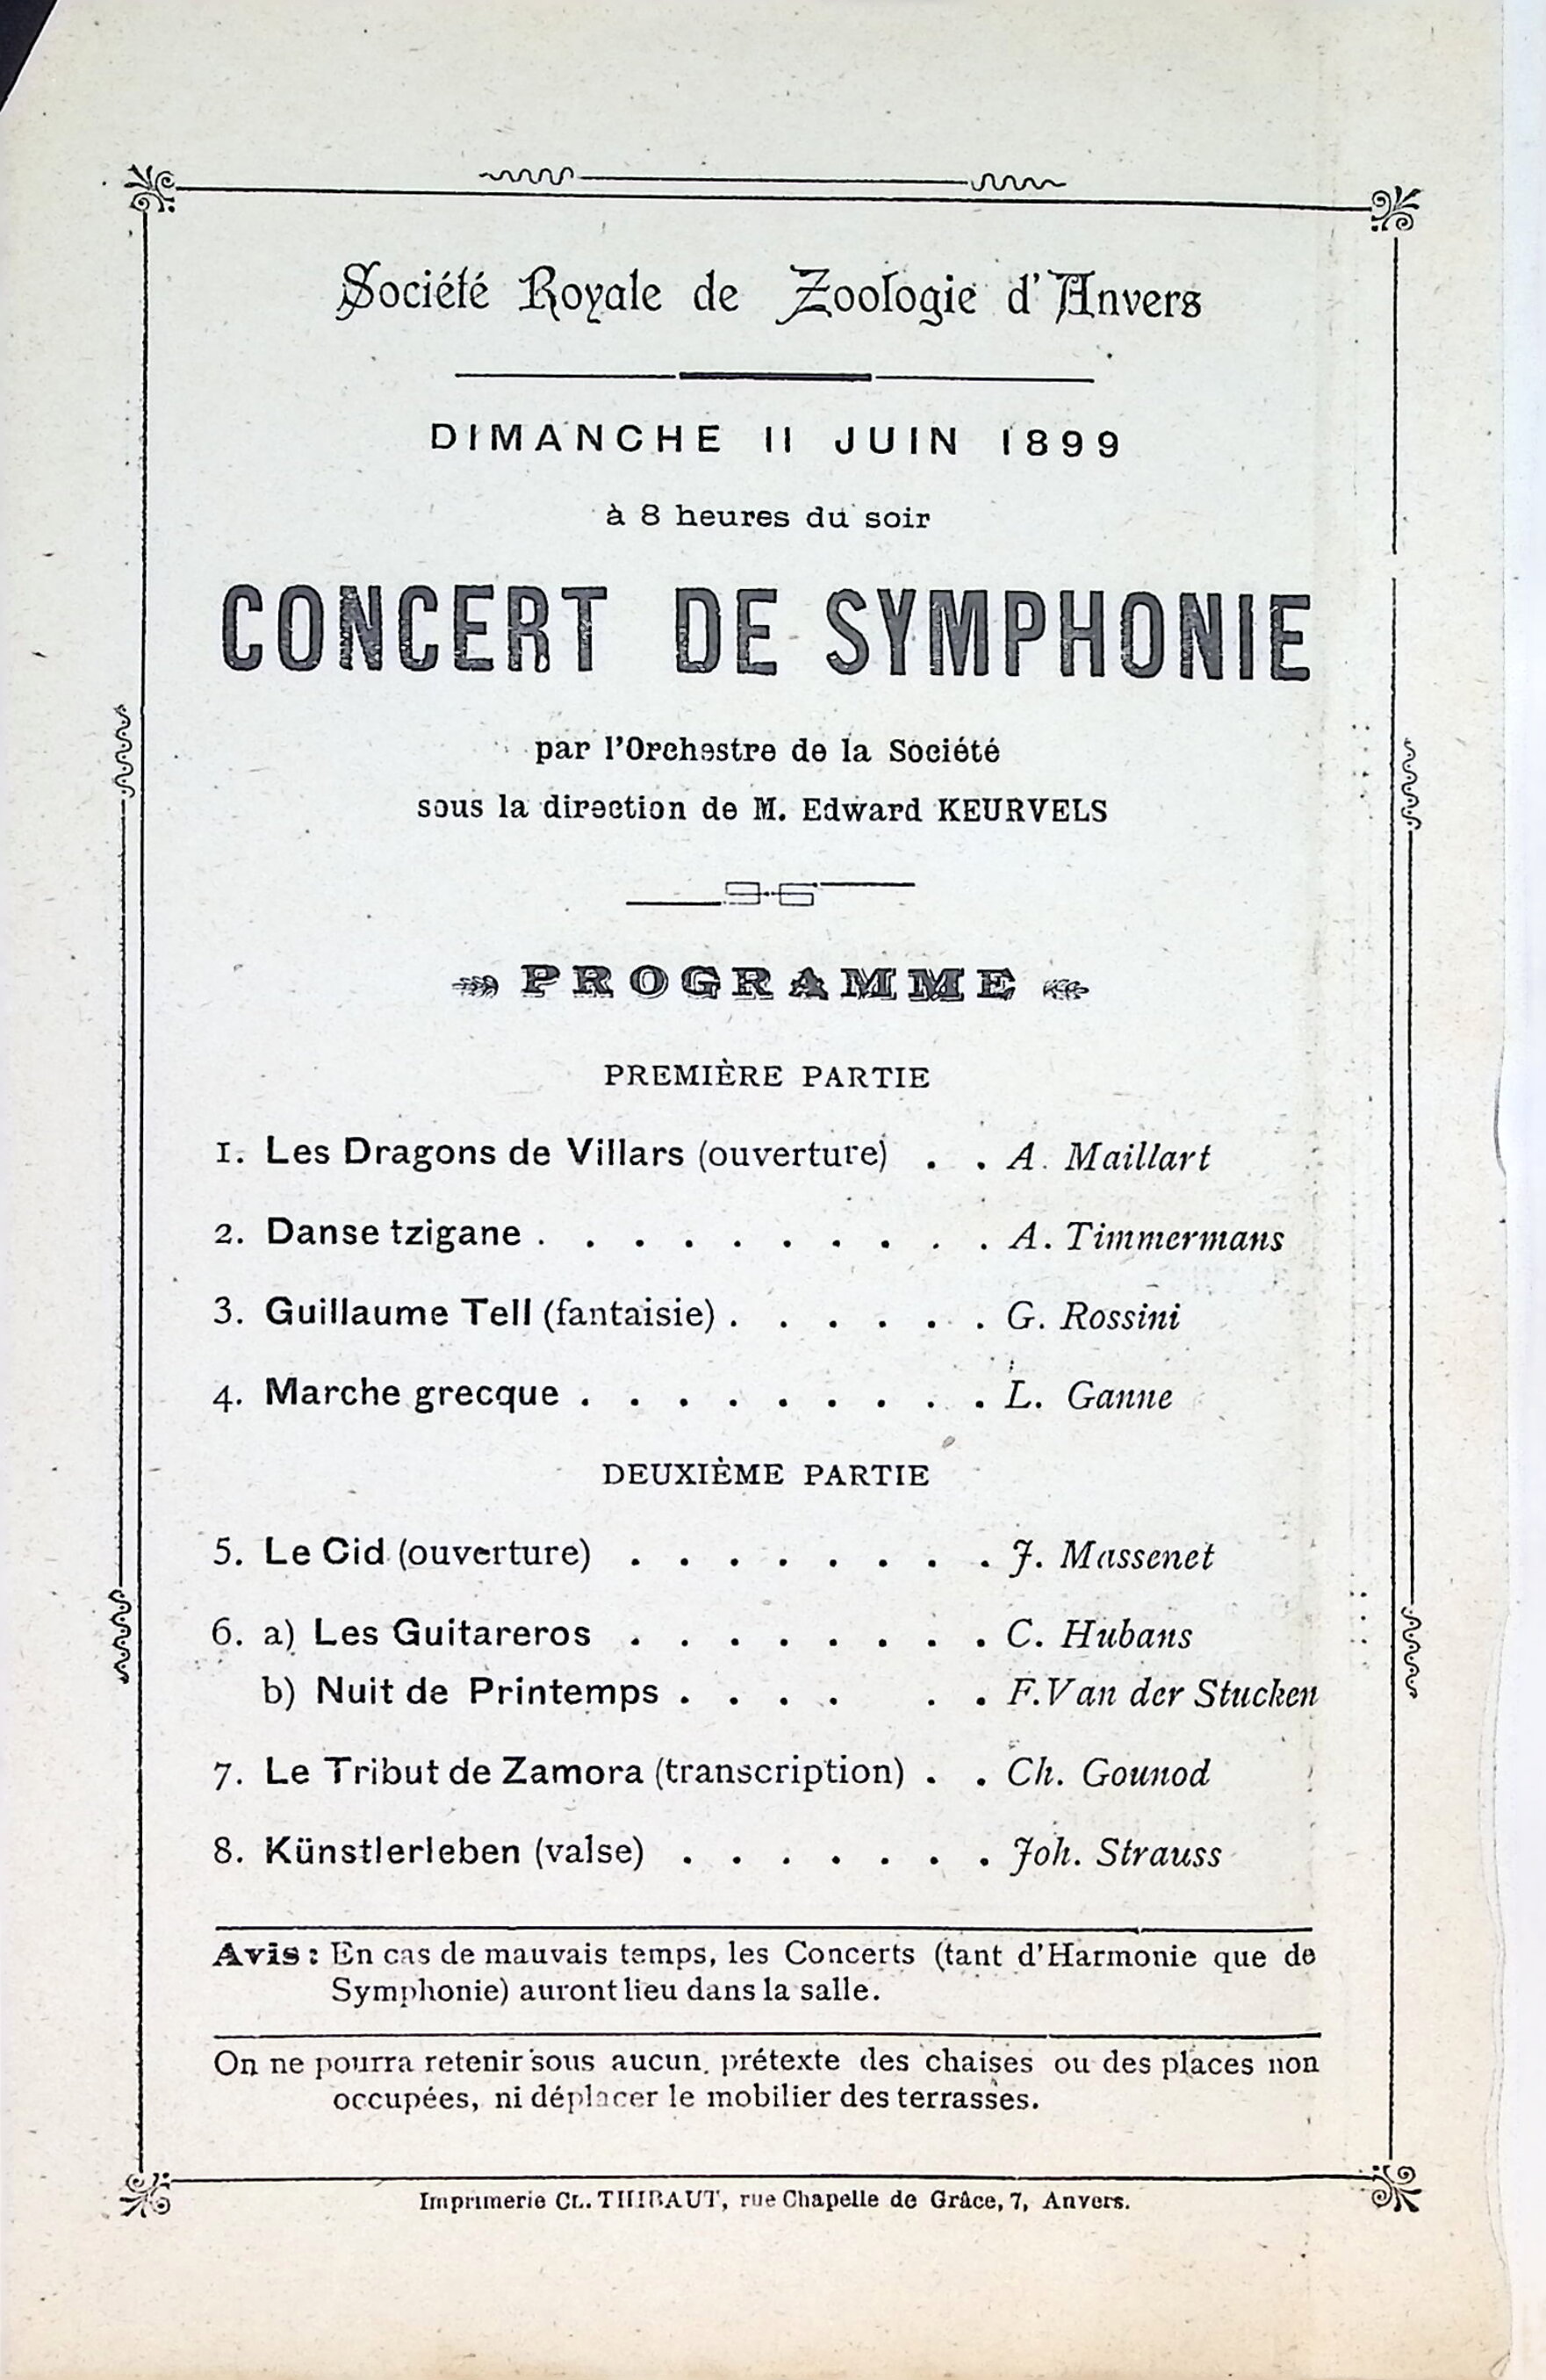 Société Royale de Zoologie d'Anvers
DIMANCHE 11 JUIN 1899
à 8 heures du soir
CONCERT DE SYMPHONIE
par l'Orchestre de la Société
sous la direction de M. Edward KEURVELS
PROGRAMME
PREMIÈRE PARTIE
1. Les Dragons de Villars (ouverture) . . A. Maillart
2. Danse tzigane . . . . . . . . . . A. Timmermans
3. Guillaume Tell (fantaisie) . . . . . . G. Rossini
4. Marche grecque . . . . . . . . . L. Ganne
DEUXIÈME PARTIE
5. Le Cid (ouverture) . . . . . . . . J. Massenet
6. a) Les Guitareros . . . . . . . . C. Hubans
b) Nuit de Printemps . . . . . . F. Van der Stucken
7. Le Tribut de Zamora (transcription) . . Ch. Gounod
8. Künstlerleben (valse) . . . . . . . Joh. Strauss
Avis : En cas de mauvais temps, les Concerts (tant d'Harmonie que de
Symphonie) auront lieu dans la salle.
On ne pourra retenir sous aucun prétexte des chaises ou des places non
occupées, ni déplacer le mobilier des terrasses.
Imprimerie CL. THIBAUT, rue Chapelle de Grâce, 7, Anvers.